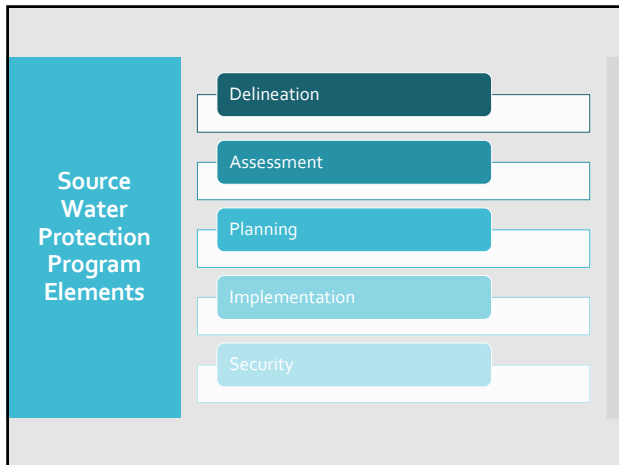 Source
Water
Protection
Program
Elements
Delineation
Assessment
Planning
Implementation
Security